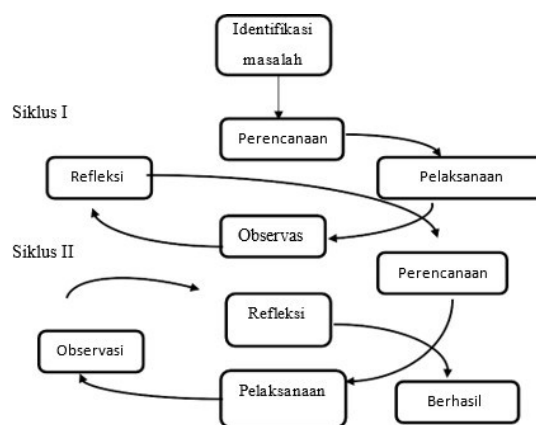 Identifikasi
masalah
Siklus I
Perencanaan
Refleksi
Pelaksanaan
Observas
Siklus II
Perencanaan
Refleksi
Observasi
Pelaksanaan
Berhasil